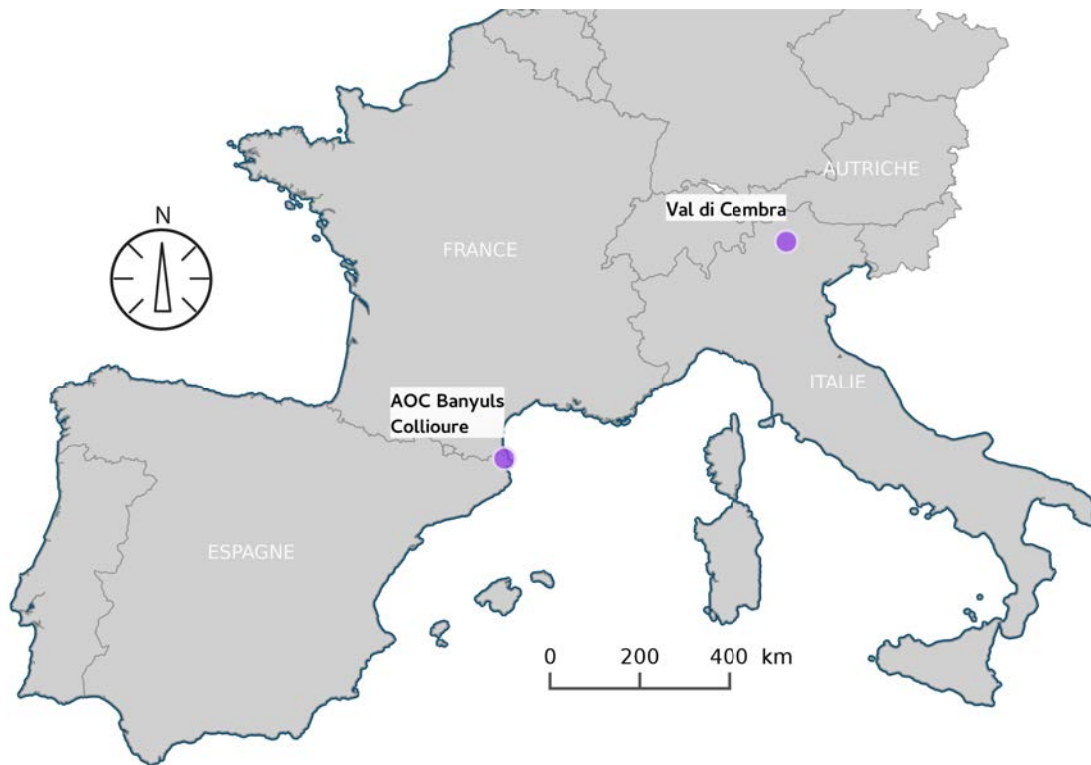 N
AUTRICHE
Val di Cembra
FRANCE
ITALIE
AOC Banyuls
Collioure
ESPAGNE
0 200 400 km